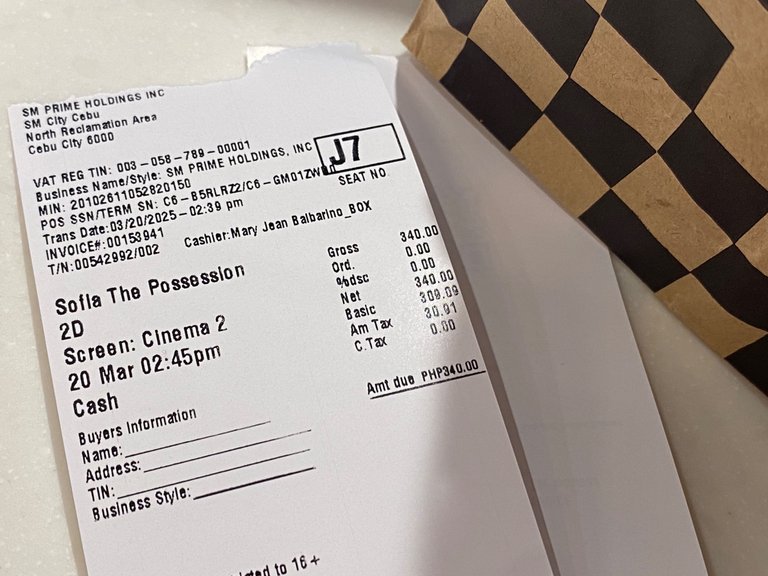 SM PRIME HOLDINGS INC
SM City Cebu
North Reclamation Area
Cebu City 6000
VAT REG TIN: 003-058-789-00001
Business Name/Style: SM PRIME HOLDINGS, INC
MIN: 20102611052820150
POS SSN/TERM SN: C6-B5RLRZ2/C6-GM01ZW
Trans Date:03/20/2025-02:39 pm
INVOICE#:00153941
T/N:00542992/002
Cashier:Mary Jean Balbarino_BOX
J7
SEAT NO.
Sofia The Possession
2D
Screen: Cinema 2
20 Mar 02:45pm
Cash
Gross 340.00
Ord. 0.00
%dsc 0.00
Net 340.00
Basic 309.09
Am Tax 30.91
C.Tax 0.00
Amt due PHP340.00
Buyers Information
Name:
Address:
TIN:
Business Style:
to 16+